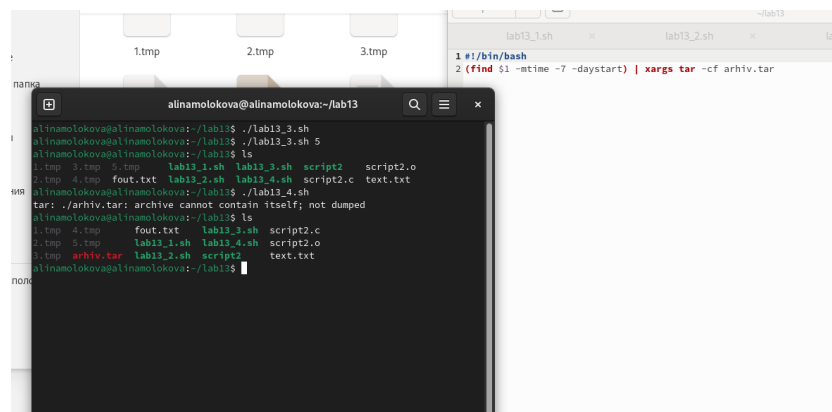 ~/lab13
lab13_1.sh × lab13_2.sh × la
1.tmp 2.tmp 3.tmp
1 #!/bin/bash
2 (find $1 -mtime -7 -daystart) | xargs tar -cf arhiv.tar
папка
alinamolokova@alinamolokova:~/lab13
alinamolokova@alinamolokova:~/lab13$ ./lab13_3.sh
alinamolokova@alinamolokova:~/lab13$ ./lab13_3.sh 5
alinamolokova@alinamolokova:~/lab13$ ls
1.tmp 3.tmp 5.tmp lab13_1.sh lab13_3.sh script2 script2.o
2.tmp 4.tmp fout.txt lab13_2.sh lab13_4.sh script2.c text.txt
ния
alinamolokova@alinamolokova:~/lab13$ ./lab13_4.sh
tar: ./arhiv.tar: archive cannot contain itself; not dumped
alinamolokova@alinamolokova:~/lab13$ ls
1.tmp 4.tmp fout.txt lab13_3.sh script2.c
2.tmp 5.tmp lab13_1.sh lab13_4.sh script2.o
3.tmp arhiv.tar lab13_2.sh script2 text.txt
alinamolokova@alinamolokova:~/lab13$
поло